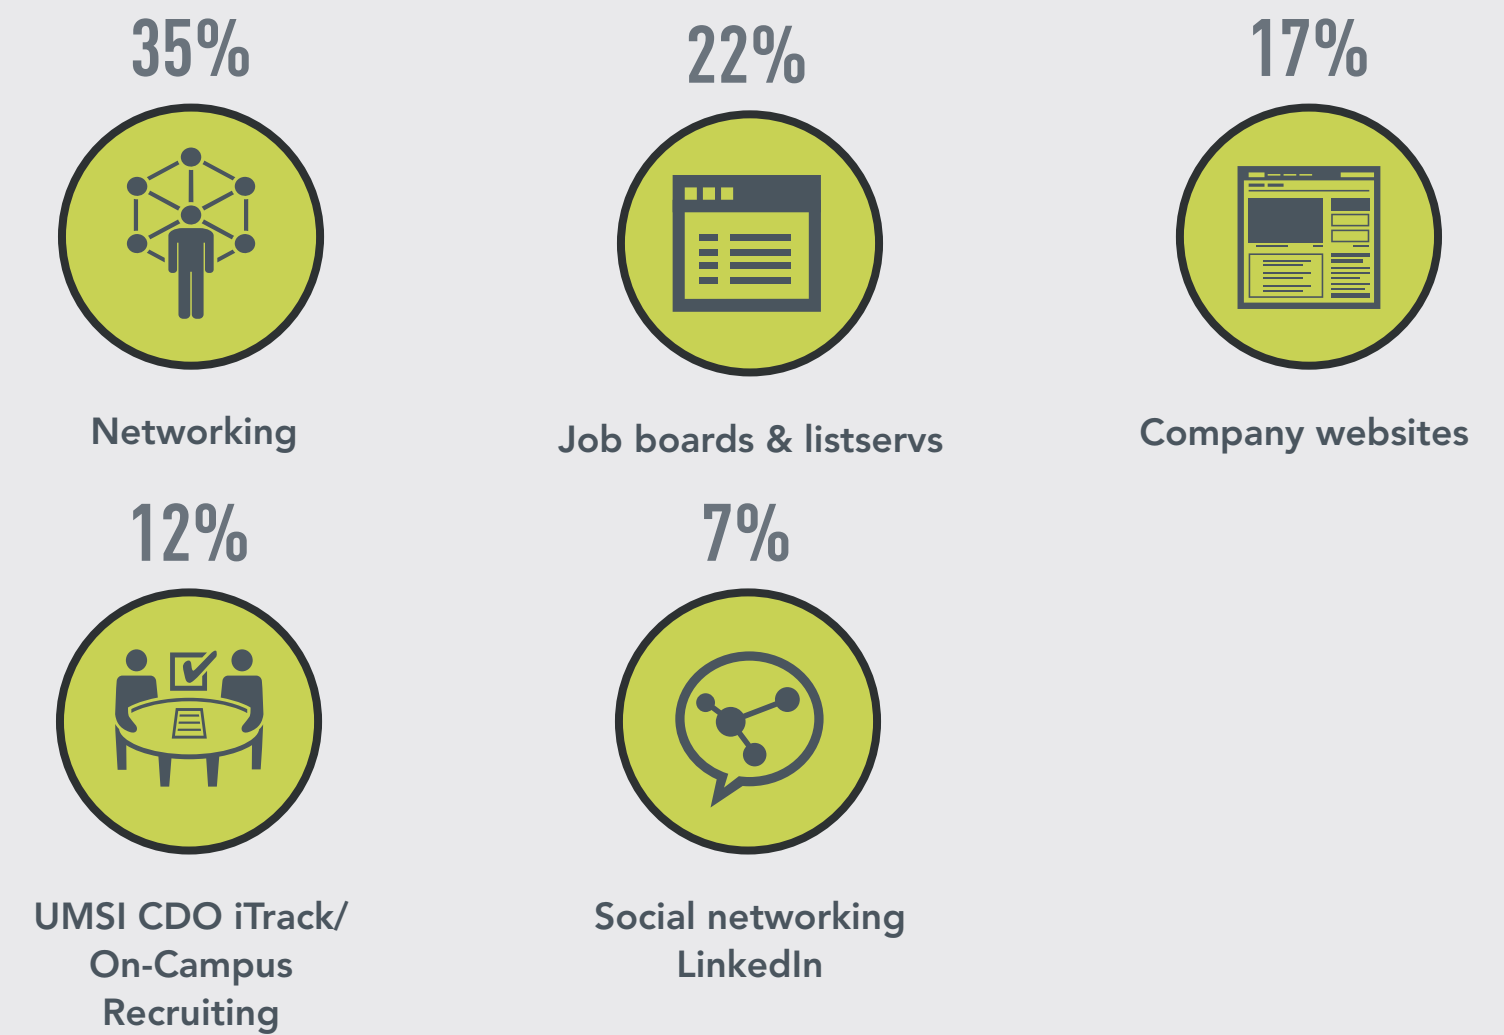 35%
22%
17%
Networking
Job boards & listservs
Company websites
12%
7%
UMSI CDO iTrack/
On-Campus
Recruiting
Social networking
LinkedIn